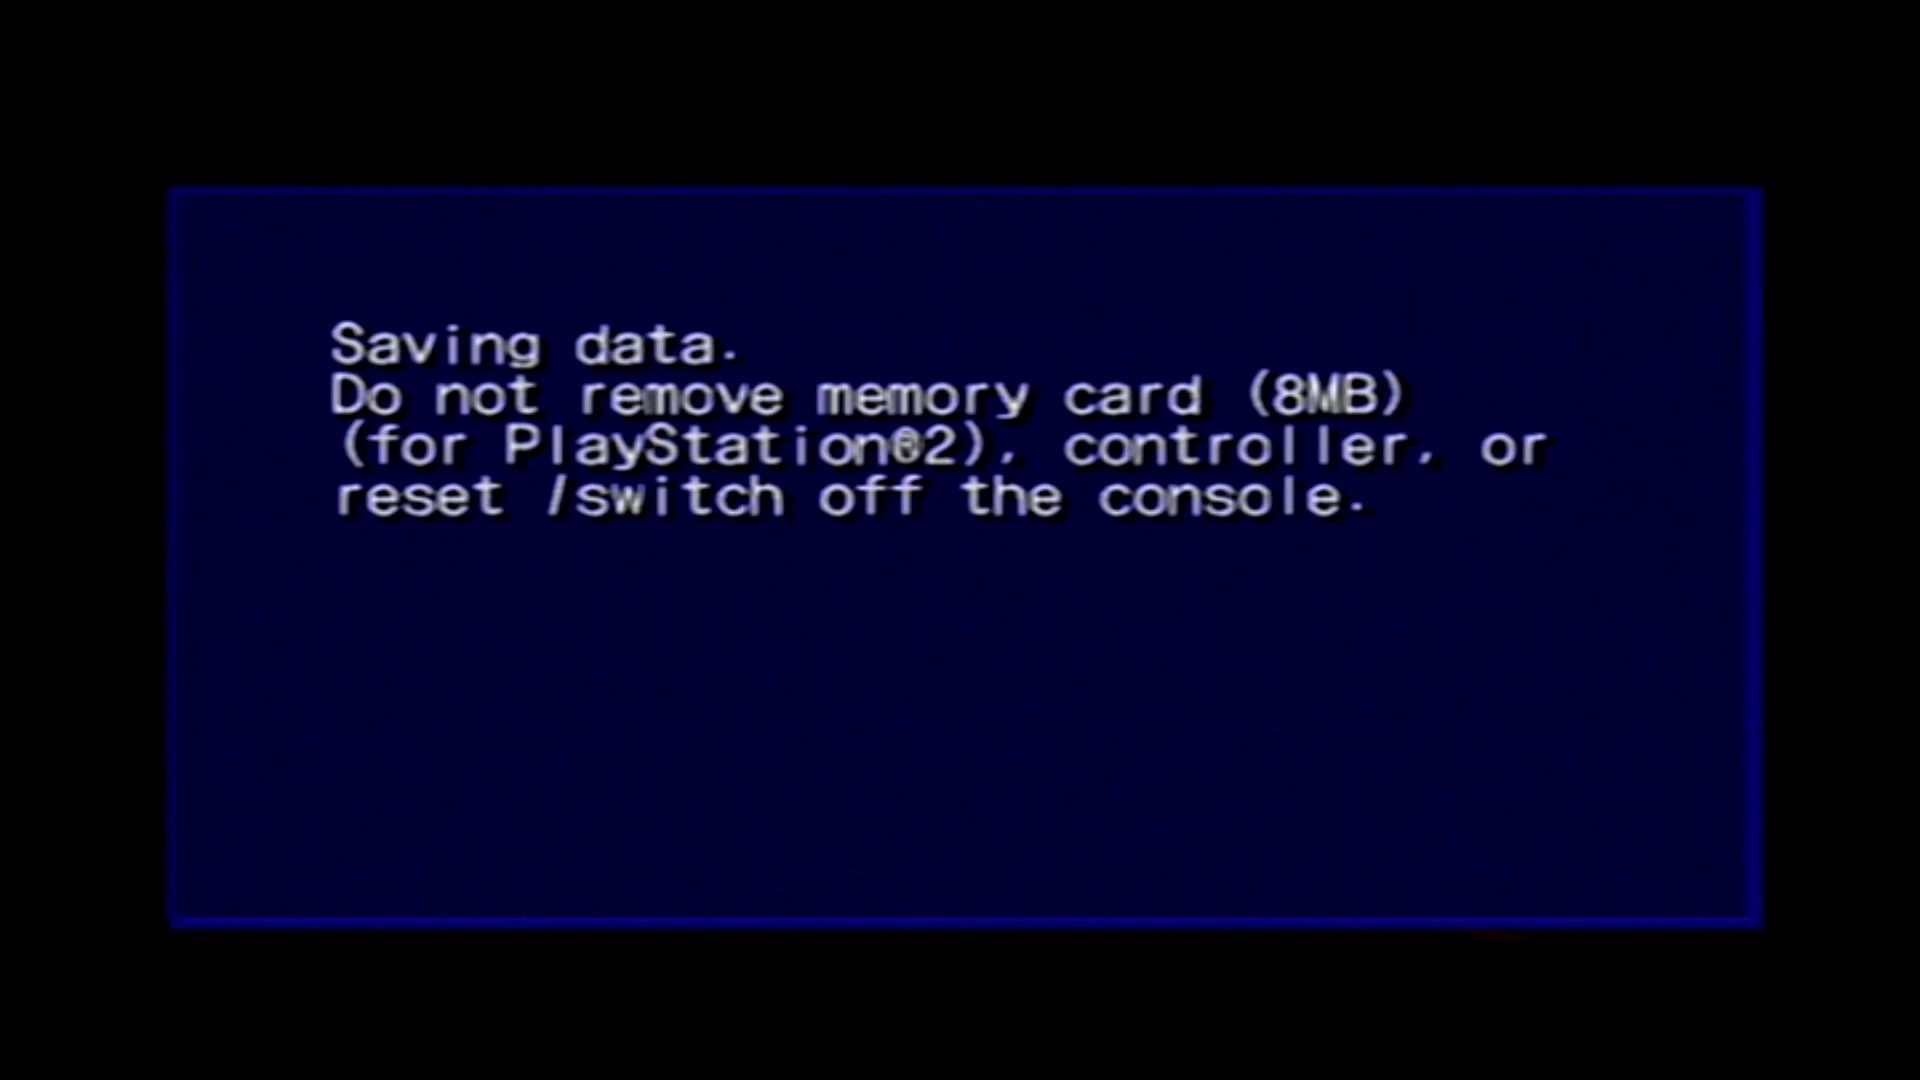 Saving data.
Do not remove memory card (8MB)
(for PlayStation®2), controller, or
reset /switch off the console.